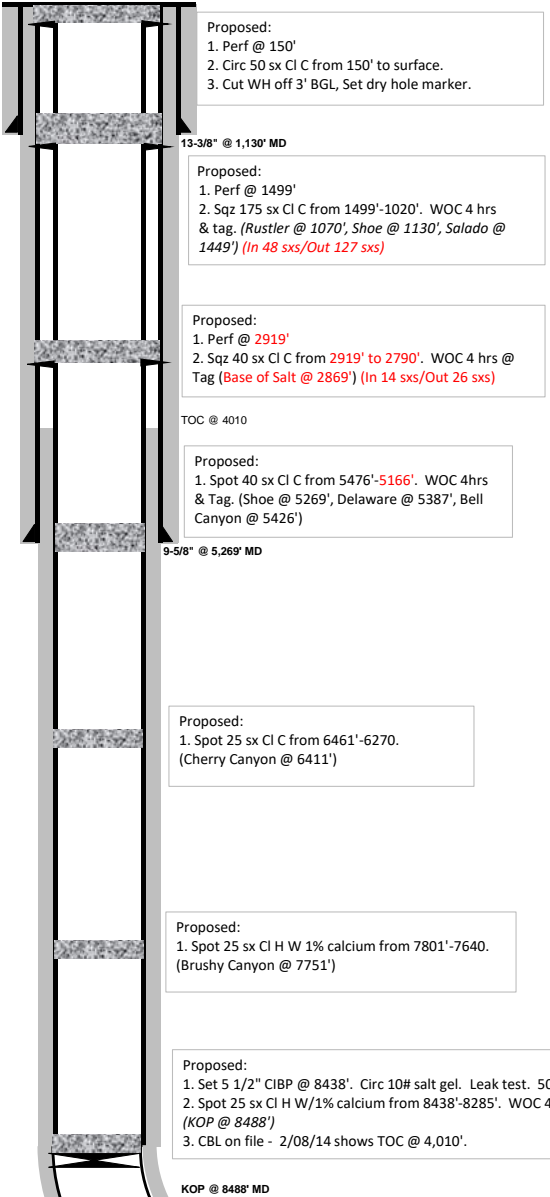 Proposed:
1. Perf @ 150'
2. Circ 50 sx Cl C from 150' to surface.
3. Cut WH off 3' BGL, Set dry hole marker.
13-3/8" @ 1,130' MD
Proposed:
1. Perf @ 1499'
2. Sqz 175 sx Cl C from 1499'-1020'.  WOC 4 hrs
& tag. (Rustler @ 1070', Shoe @ 1130', Salado @
1449') (In 48 sxs/Out 127 sxs)
Proposed:
1. Perf @ 2919'
2. Sqz 40 sx Cl C from 2919' to 2790'.  WOC 4 hrs @
Tag (Base of Salt @ 2869') (In 14 sxs/Out 26 sxs)
TOC @ 4010
Proposed:
1. Spot 40 sx Cl C from 5476'-5166'.  WOC 4hrs
& Tag. (Shoe @ 5269', Delaware @ 5387', Bell
Canyon @ 5426')
9-5/8" @ 5,269' MD
Proposed:
1. Spot 25 sx Cl C from 6461'-6270.
(Cherry Canyon @ 6411')
Proposed:
1. Spot 25 sx Cl H W 1% calcium from 7801'-7640.
(Brushy Canyon @ 7751')
Proposed:
1. Set 5 1/2" CIBP @ 8438'.  Circ 10# salt gel.  Leak test.  50
2. Spot 25 sx Cl H W/1% calcium from 8438'-8285'.  WOC 4
(KOP @ 8488')
3. CBL on file -  2/08/14 shows TOC @ 4,010'.
KOP @ 8488' MD